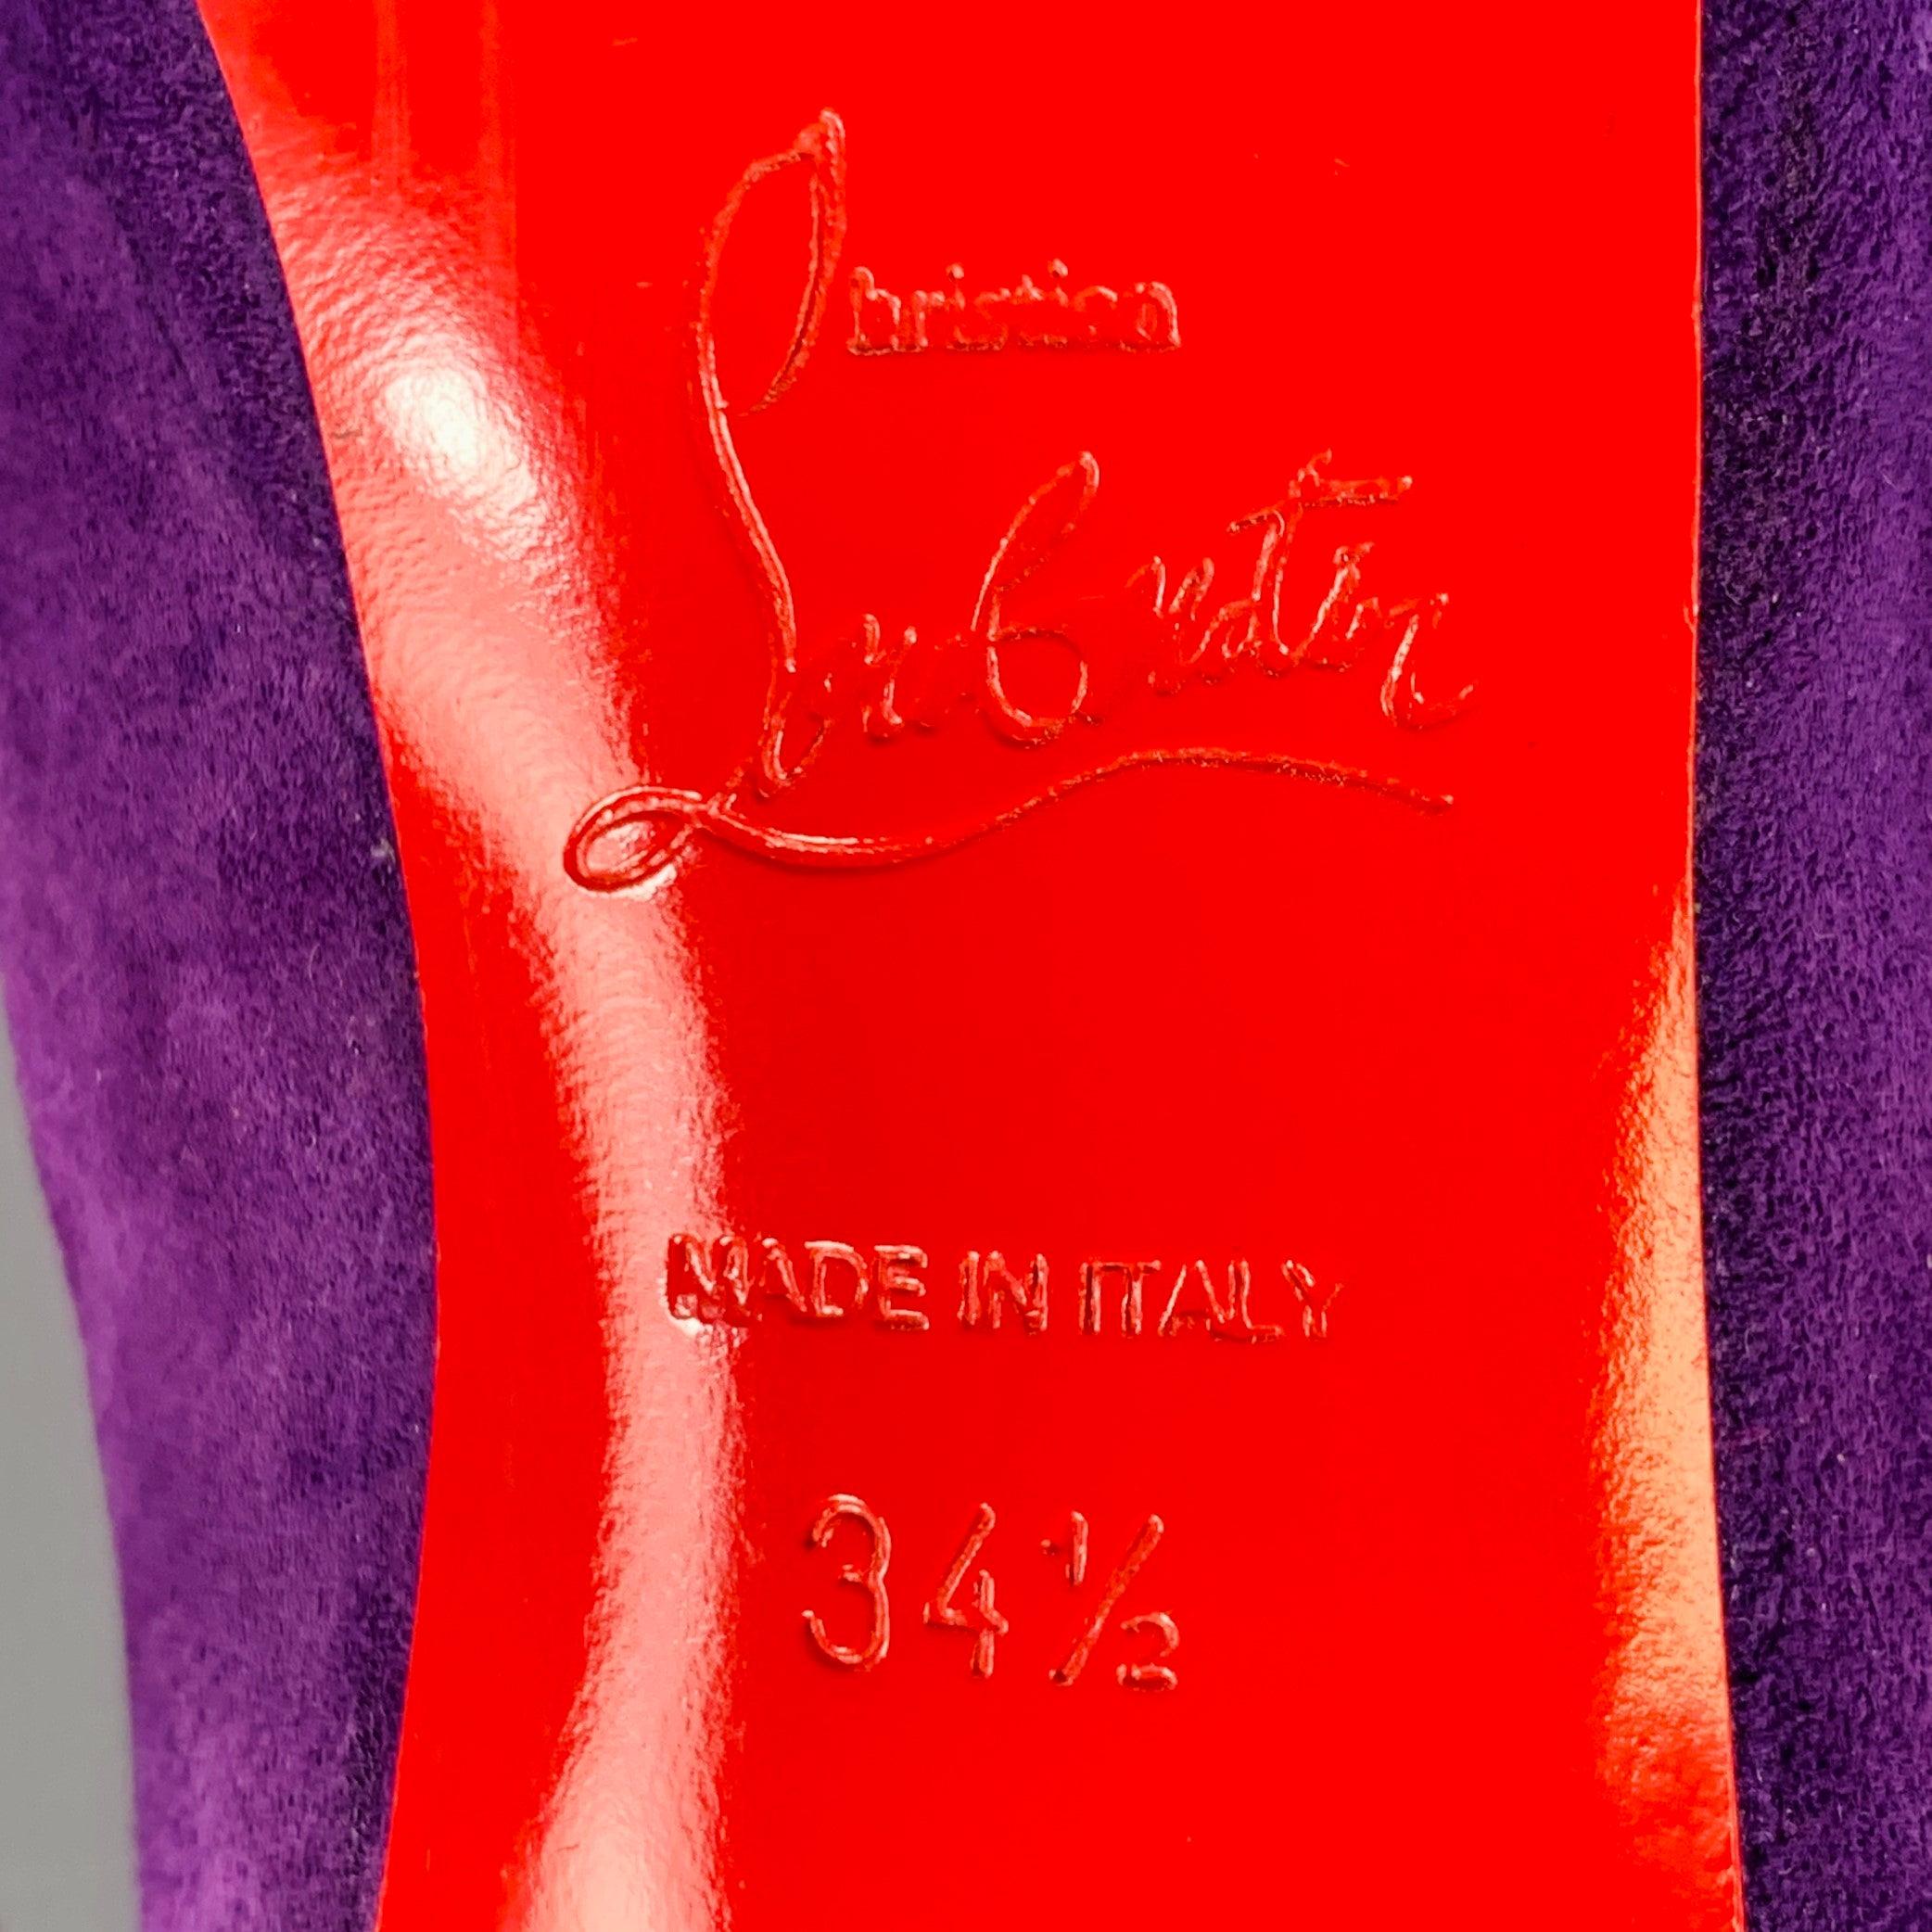 Christian
Louboutin
MADE IN ITALY
34½